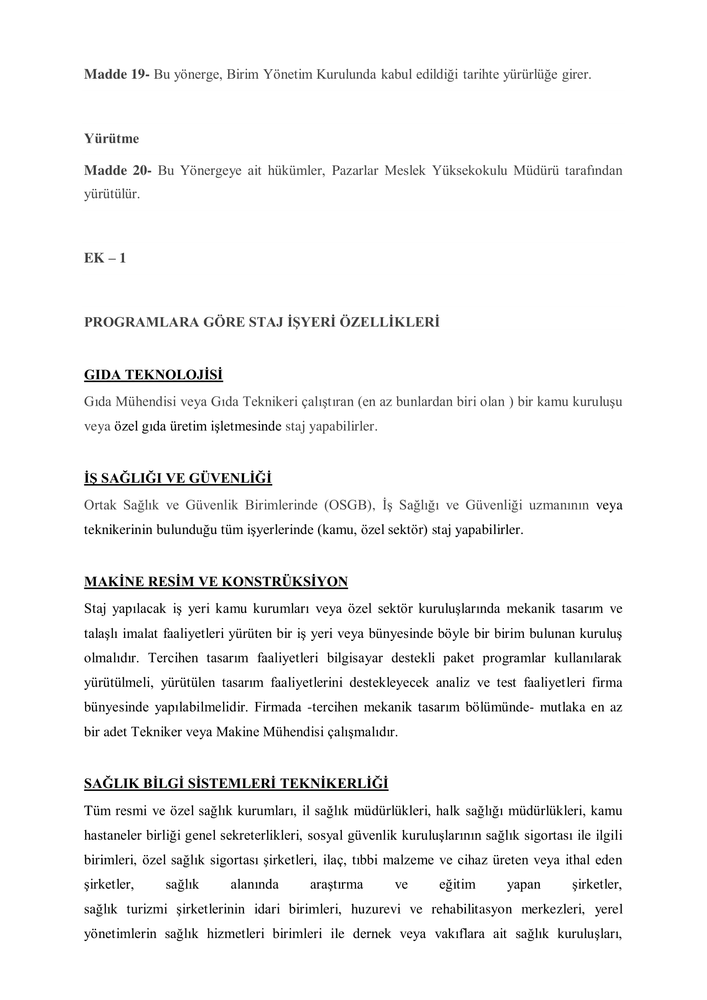 Madde 19- Bu yönerge, Birim Yönetim Kurulunda kabul edildiği tarihte yürürlüğe girer.
Yürütme
Madde 20- Bu Yönergeye ait hükümler, Pazarlar Meslek Yüksekokulu Müdürü tarafından
yürütülür.
EK – 1
PROGRAMLARA GÖRE STAJ İŞYERİ ÖZELLİKLERİ
GIDA TEKNOLOJİSİ
Gıda Mühendisi veya Gıda Teknikeri çalıştıran (en az bunlardan biri olan ) bir kamu kuruluşu
veya özel gıda üretim işletmesinde staj yapabilirler.
İŞ SAĞLIĞI VE GÜVENLİĞİ
Ortak Sağlık ve Güvenlik Birimlerinde (OSGB), İş Sağlığı ve Güvenliği uzmanının veya
teknikerinin bulunduğu tüm işyerlerinde (kamu, özel sektör) staj yapabilirler.
MAKİNE RESİM VE KONSTRÜKSİYON
Staj yapılacak iş yeri kamu kurumları veya özel sektör kuruluşlarında mekanik tasarım ve
talaşlı imalat faaliyetleri yürüten bir iş yeri veya bünyesinde böyle bir birim bulunan kuruluş
olmalıdır. Tercihen tasarım faaliyetleri bilgisayar destekli paket programlar kullanılarak
yürütülmeli, yürütülen tasarım faaliyetlerini destekleyecek analiz ve test faaliyetleri firma
bünyesinde yapılabilmelidir. Firmada -tercihen mekanik tasarım bölümünde- mutlaka en az
bir adet Tekniker veya Makine Mühendisi çalışmalıdır.
SAĞLIK BİLGİ SİSTEMLERİ TEKNİKERLİĞİ
Tüm resmi ve özel sağlık kurumları, il sağlık müdürlükleri, halk sağlığı müdürlükleri, kamu
hastaneler birliği genel sekreterlikleri, sosyal güvenlik kuruluşlarının sağlık sigortası ile ilgili
birimleri, özel sağlık sigortası şirketleri, ilaç, tıbbi malzeme ve cihaz üreten veya ithal eden
şirketler, sağlık alanında araştırma ve eğitim yapan şirketler,
sağlık turizmi şirketlerinin idari birimleri, huzurevi ve rehabilitasyon merkezleri, yerel
yönetimlerin sağlık hizmetleri birimleri ile dernek veya vakıflara ait sağlık kuruluşları,